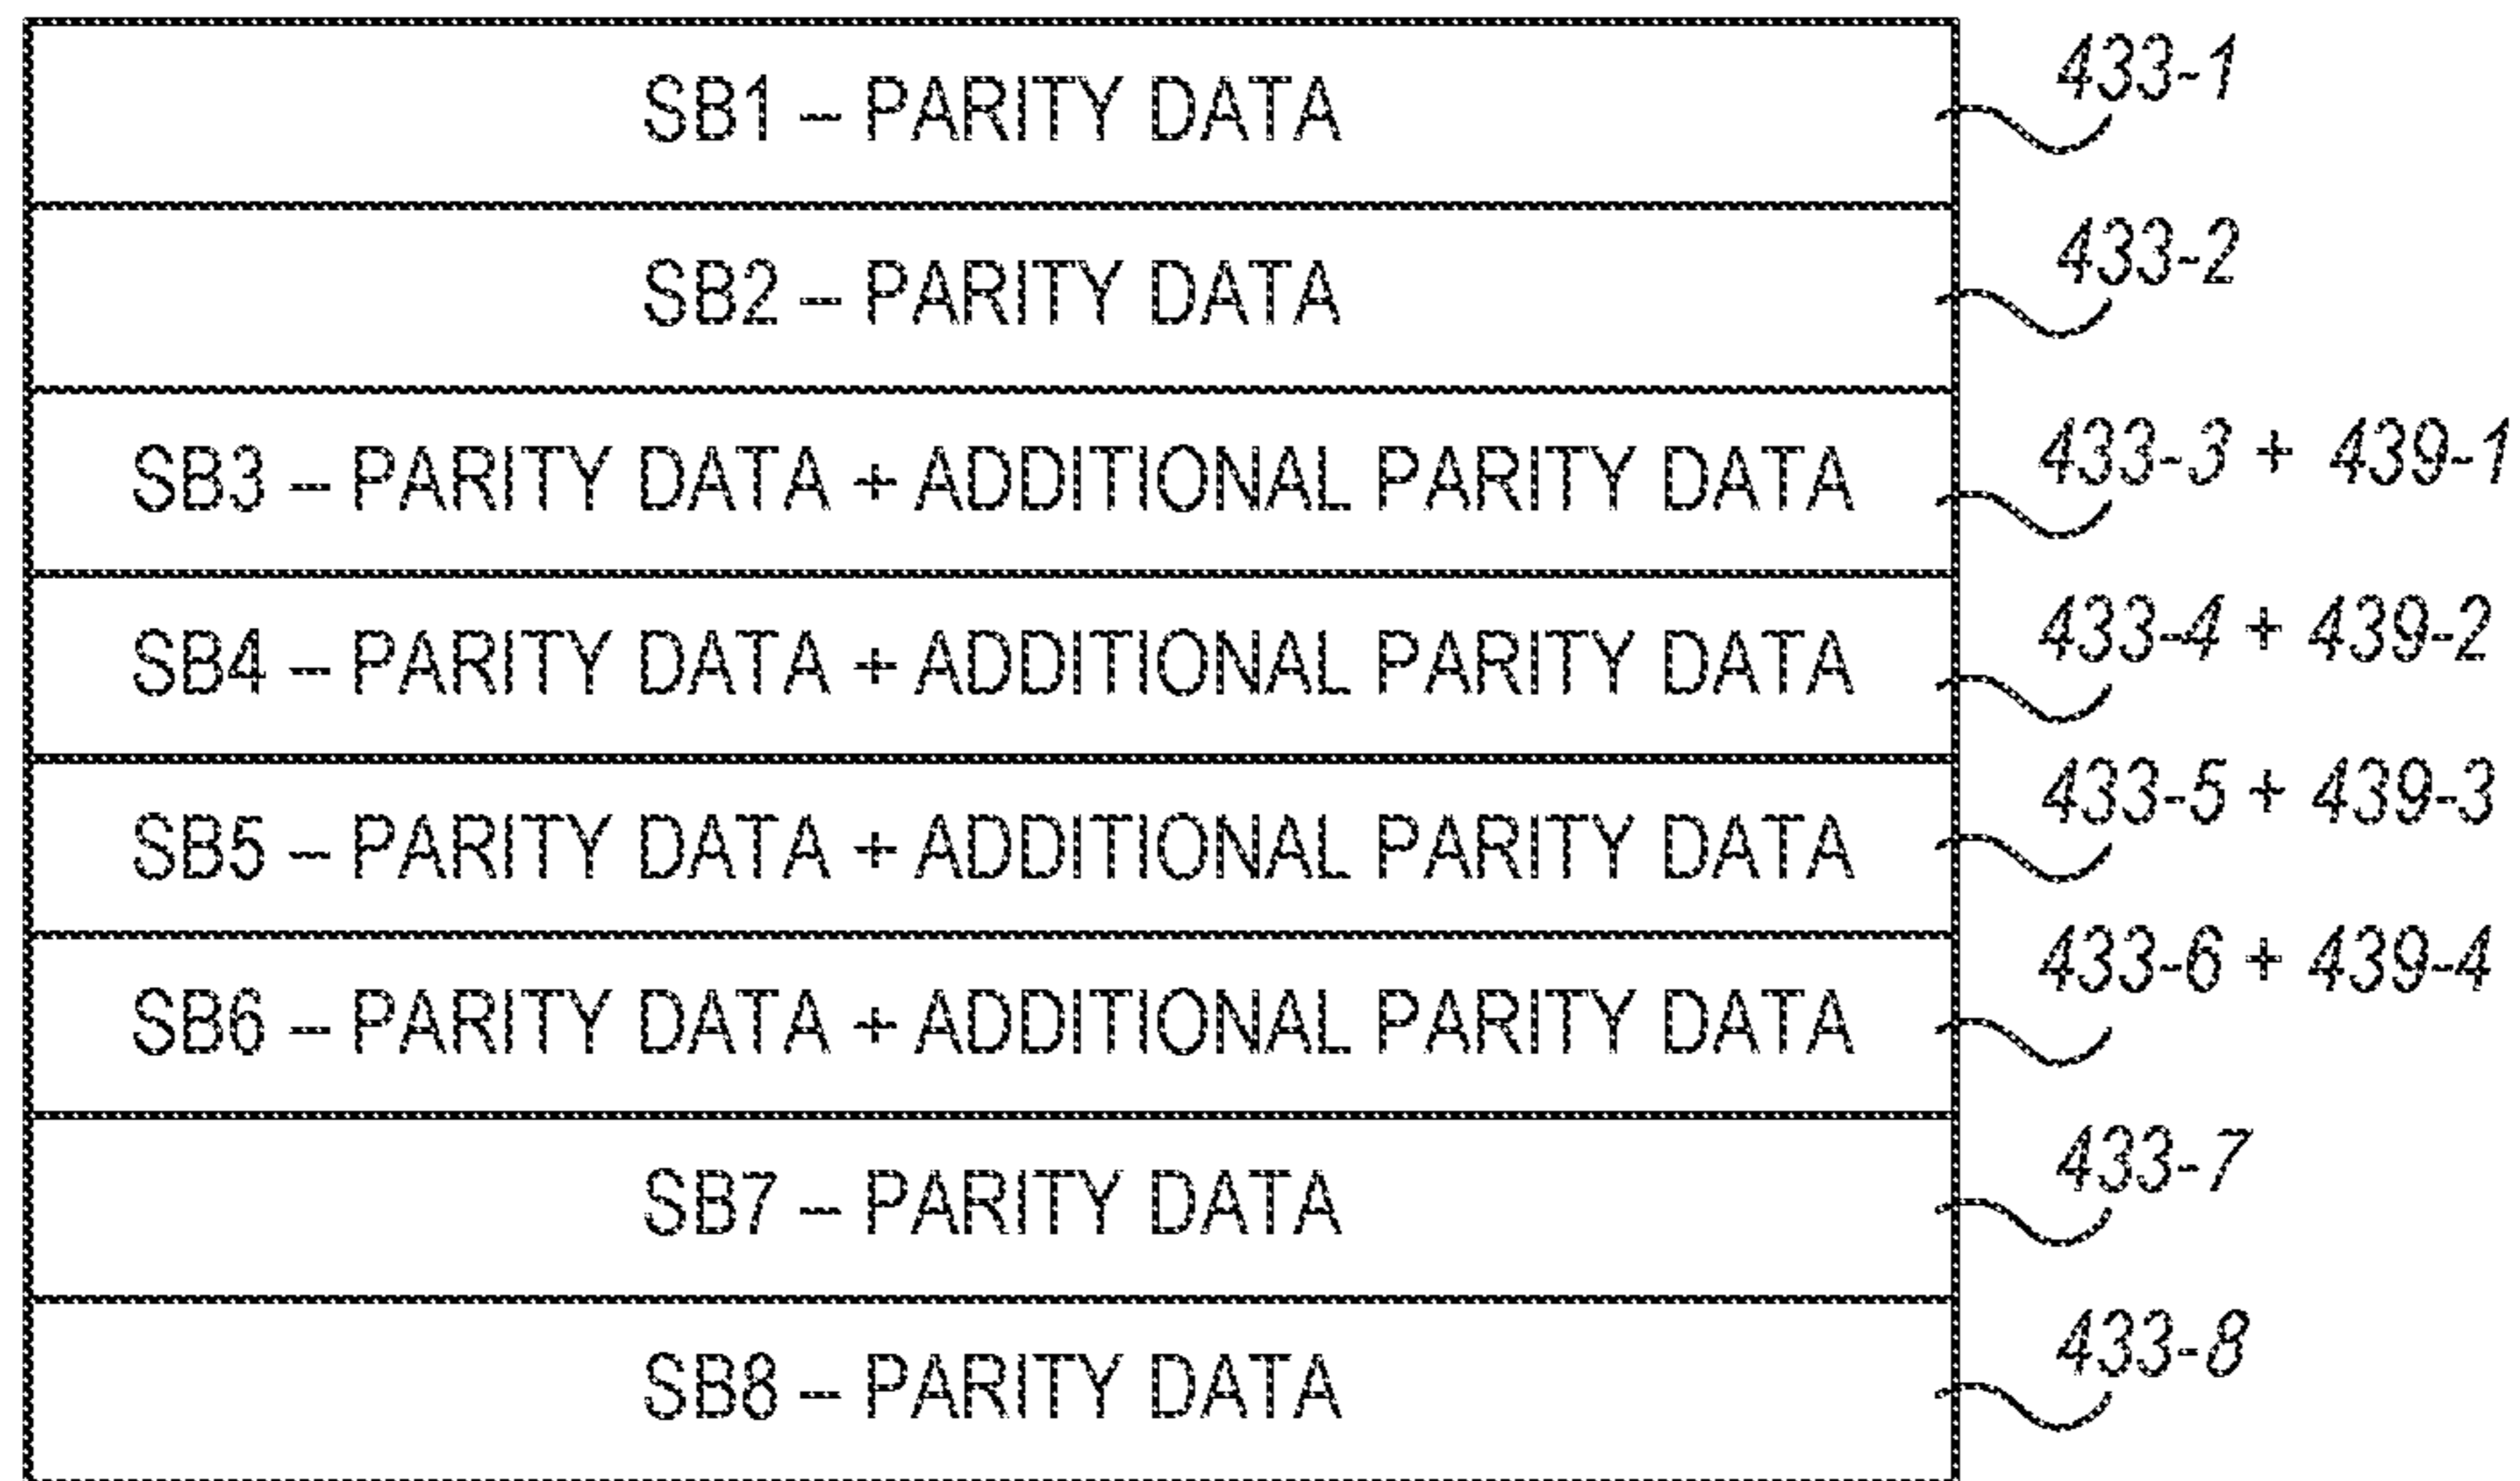 SB1 – PARITY DATA 433-1
SB2 – PARITY DATA 433-2
SB3 – PARITY DATA + ADDITIONAL PARITY DATA 433-3 + 439-1
SB4 – PARITY DATA + ADDITIONAL PARITY DATA 433-4 + 439-2
SB5 – PARITY DATA + ADDITIONAL PARITY DATA 433-5 + 439-3
SB6 – PARITY DATA + ADDITIONAL PARITY DATA 433-6 + 439-4
SB7 – PARITY DATA 433-7
SB8 – PARITY DATA 433-8